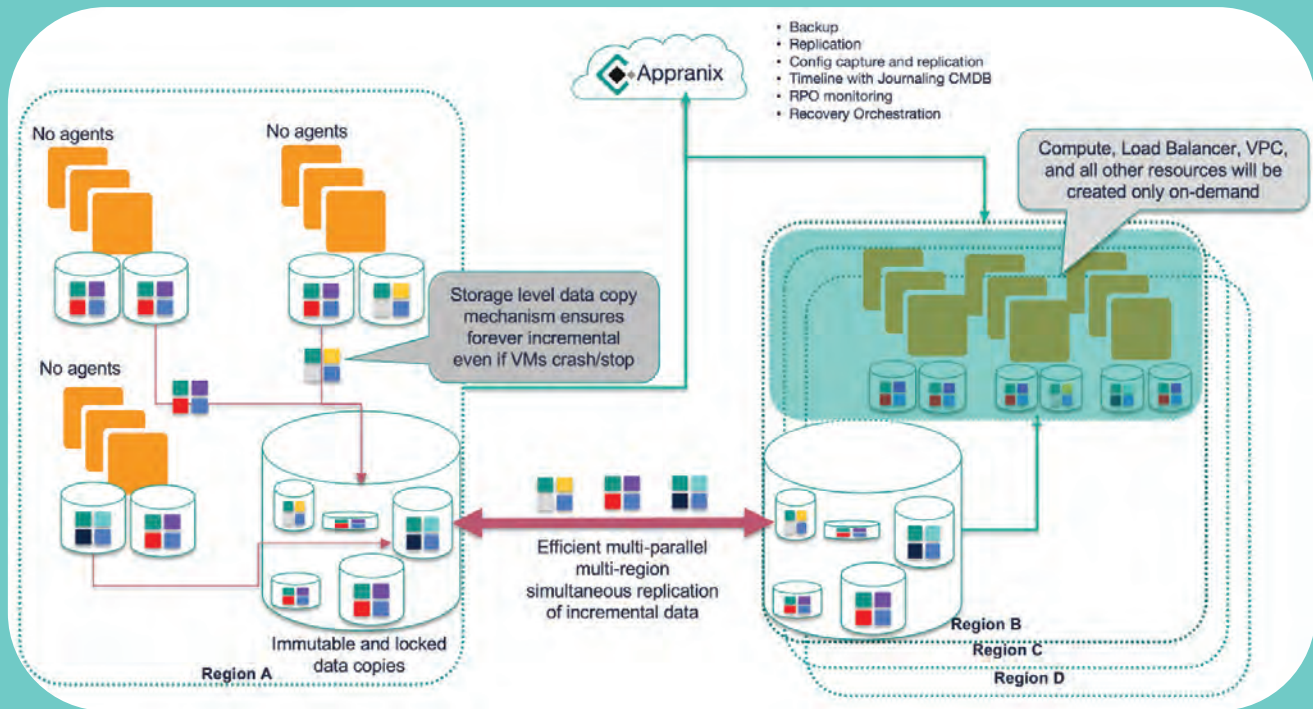 Appranix
• Backup
• Replication
• Config capture and replication
• Timeline with Journaling CMDB
• RPO monitoring
• Recovery Orchestration
No agents
No agents
Compute, Load Balancer, VPC,
and all other resources will be
created only on-demand
Storage level data copy
mechanism ensures
forever incremental
even if VMs crash/stop
No agents
Efficient multi-parallel
multi-region
simultaneous replication
of incremental data
Immutable and locked
data copies
Region A
Region B
Region C
Region D